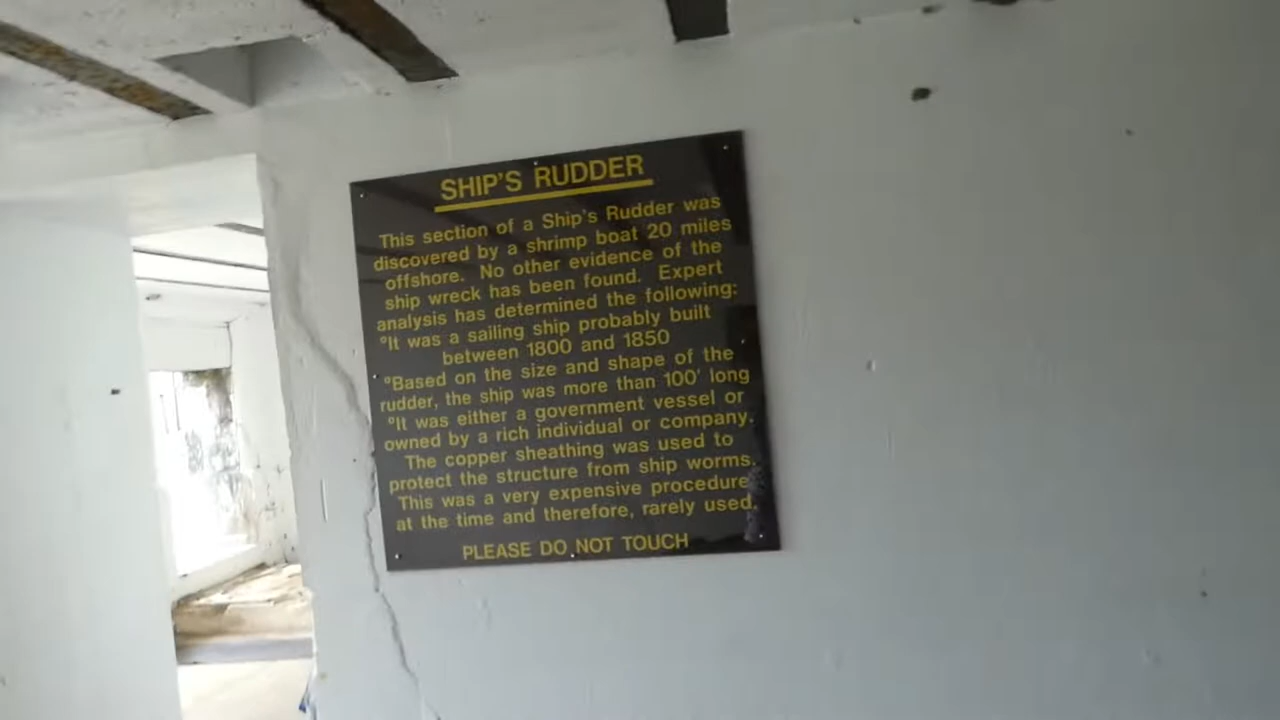 SHIP'S RUDDER
This section of a Ship's Rudder was
discovered by a shrimp boat 20 miles
offshore. No other evidence of the
ship wreck has been found. Expert
analysis has determined the following:
°It was a sailing ship probably built
between 1800 and 1850
°Based on the size and shape of the
rudder, the ship was more than 100' long
°It was either a government vessel or
owned by a rich individual or company.
The copper sheathing was used to
protect the structure from ship worms.
This was a very expensive procedure
at the time and therefore, rarely used.
PLEASE DO NOT TOUCH